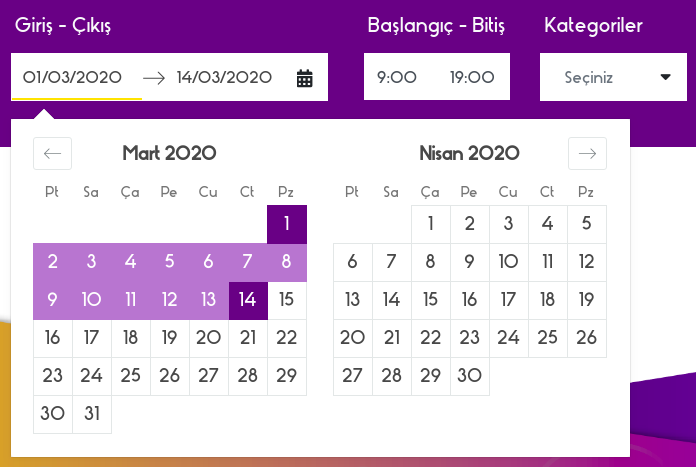 Giriş - Çıkış
Başlangıç - Bitiş
Kategoriler
01/03/2020 14/03/2020
9:00 19:00
Seçiniz
Mart 2020
Pt Sa Ça Pe Cu Ct Pz
1
2 3 4 5 6 7 8
9 10 11 12 13 14 15
16 17 18 19 20 21 22
23 24 25 26 27 28 29
30 31
Nisan 2020
Pt Sa Ça Pe Cu Ct Pz
1 2 3 4 5
6 7 8 9 10 11 12
13 14 15 16 17 18 19
20 21 22 23 24 25 26
27 28 29 30